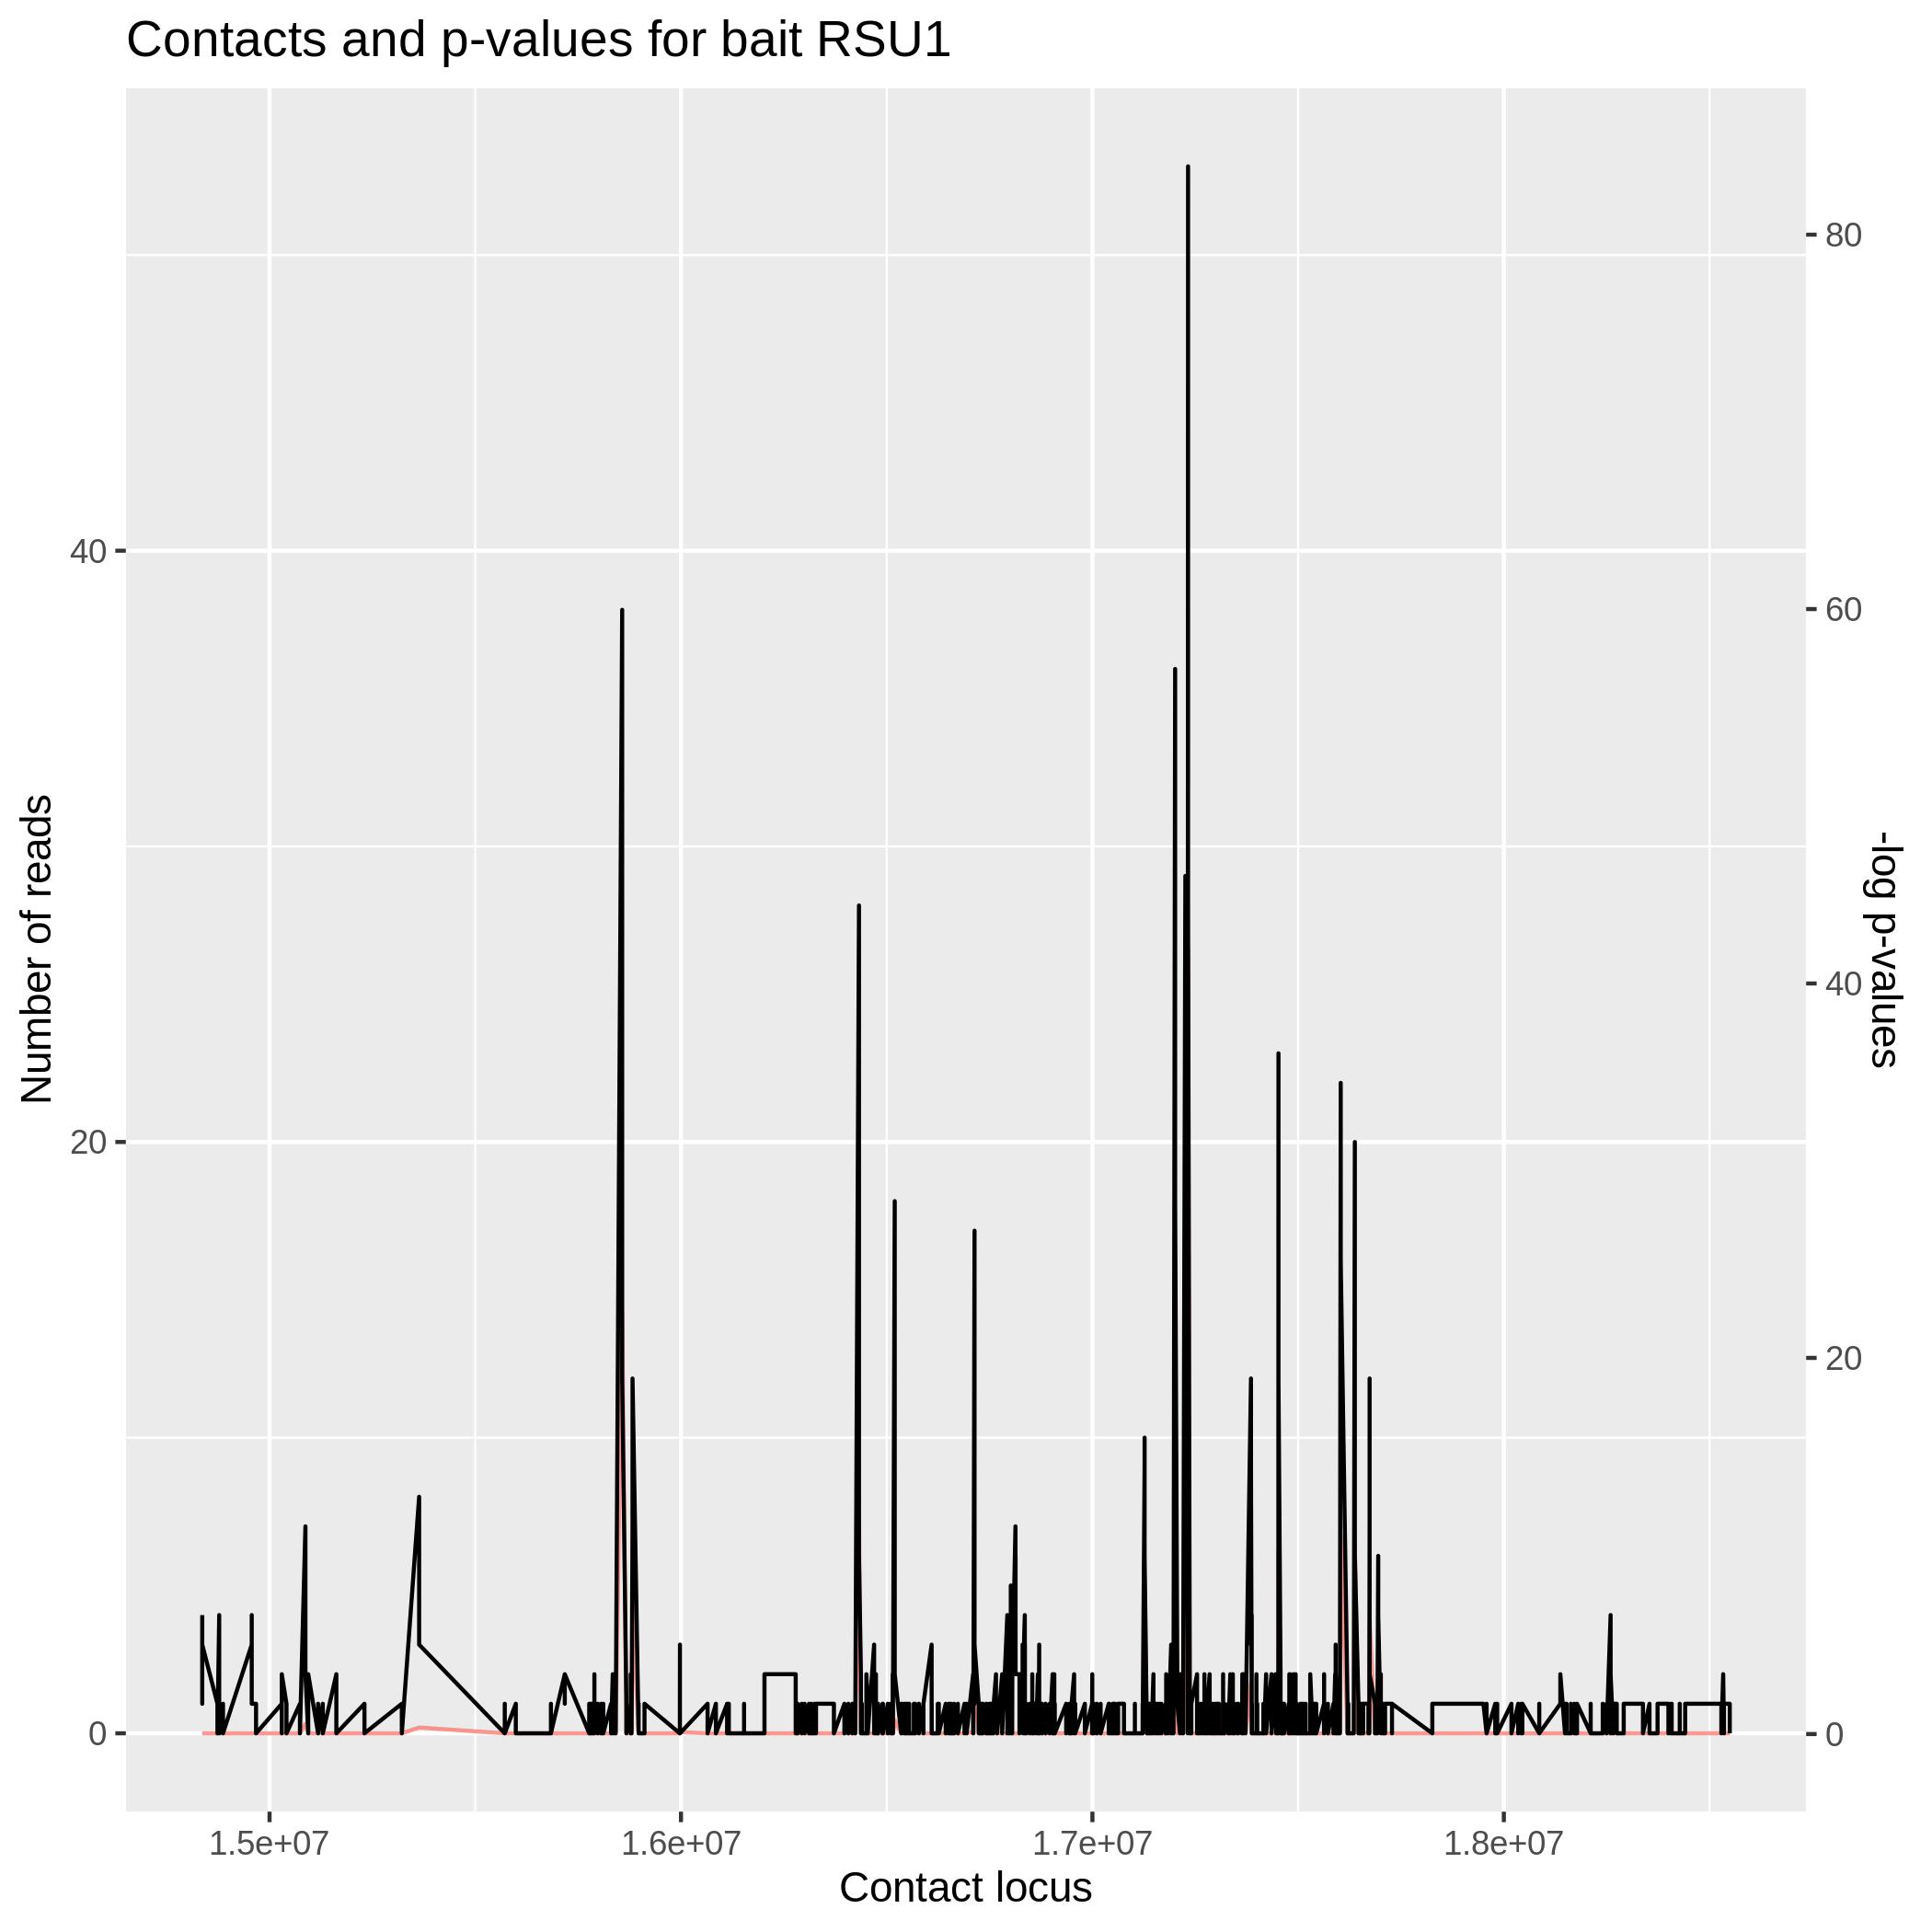 Contacts and p-values for bait RSU1
Number of reads
40
20
0
80
60
40
20
0
-log p-values
1.5e+07
1.6e+07
1.7e+07
1.8e+07
Contact locus